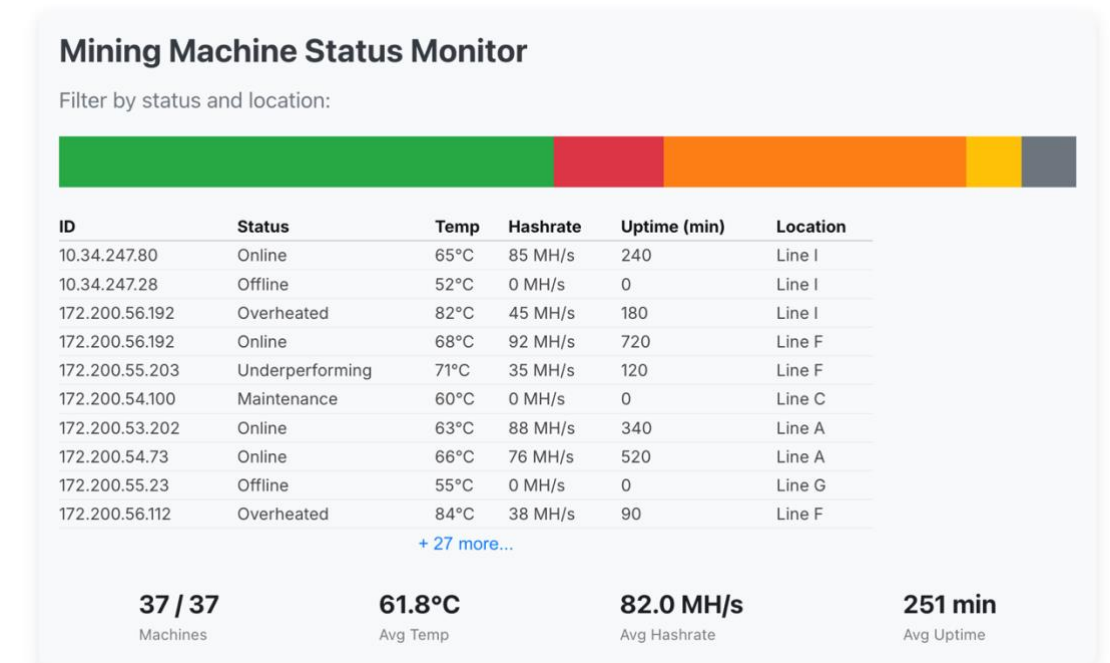 Mining Machine Status Monitor
Filter by status and location:
ID Status Temp Hashrate Uptime (min) Location
10.34.247.80 Online 65°C 85 MH/s 240 Line I
10.34.247.28 Offline 52°C 0 MH/s 0 Line I
172.200.56.192 Overheated 82°C 45 MH/s 180 Line I
172.200.56.192 Online 68°C 92 MH/s 720 Line F
172.200.55.203 Underperforming 71°C 35 MH/s 120 Line F
172.200.54.100 Maintenance 60°C 0 MH/s 0 Line C
172.200.53.202 Online 63°C 88 MH/s 340 Line A
172.200.54.73 Online 66°C 76 MH/s 520 Line A
172.200.55.23 Offline 55°C 0 MH/s 0 Line G
172.200.56.112 Overheated 84°C 38 MH/s 90 Line F
+ 27 more...
37 / 37 61.8°C 82.0 MH/s 251 min
Machines Avg Temp Avg Hashrate Avg Uptime